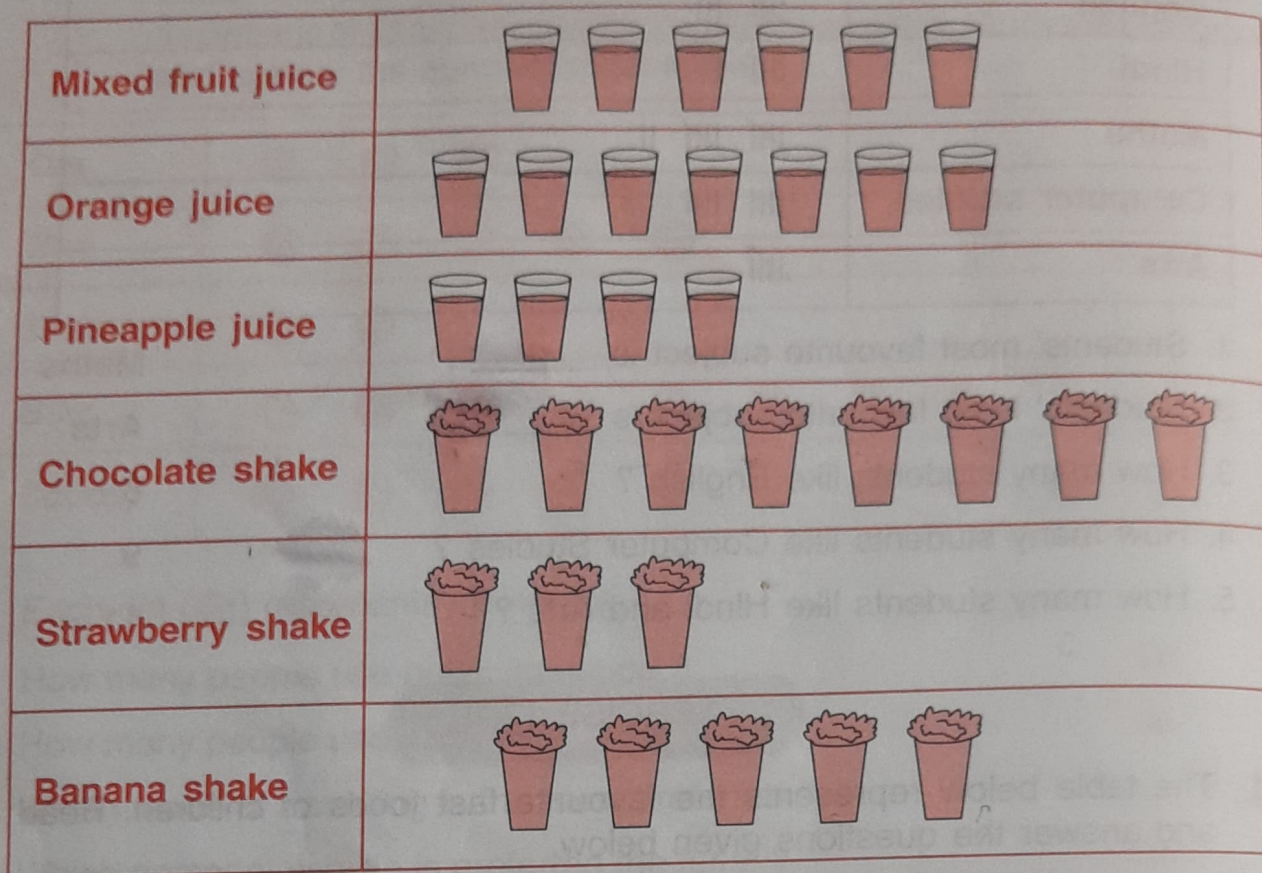 Mixed fruit juice
Orange juice
Pineapple juice
Chocolate shake
Strawberry shake
Banana shake